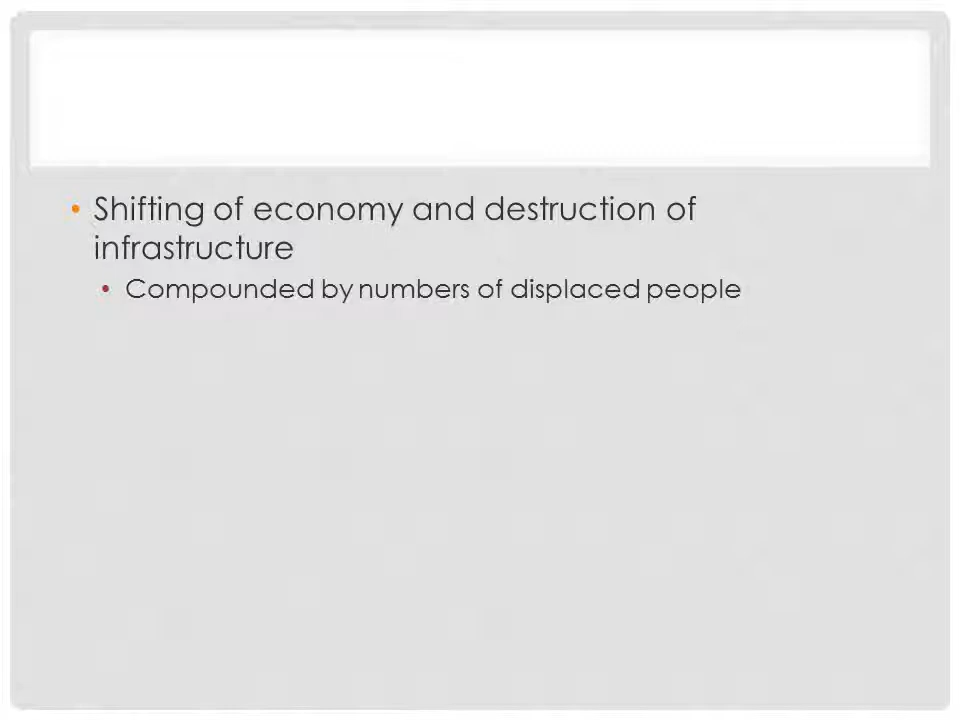 • Shifting of economy and destruction of
infrastructure
• Compounded by numbers of displaced people